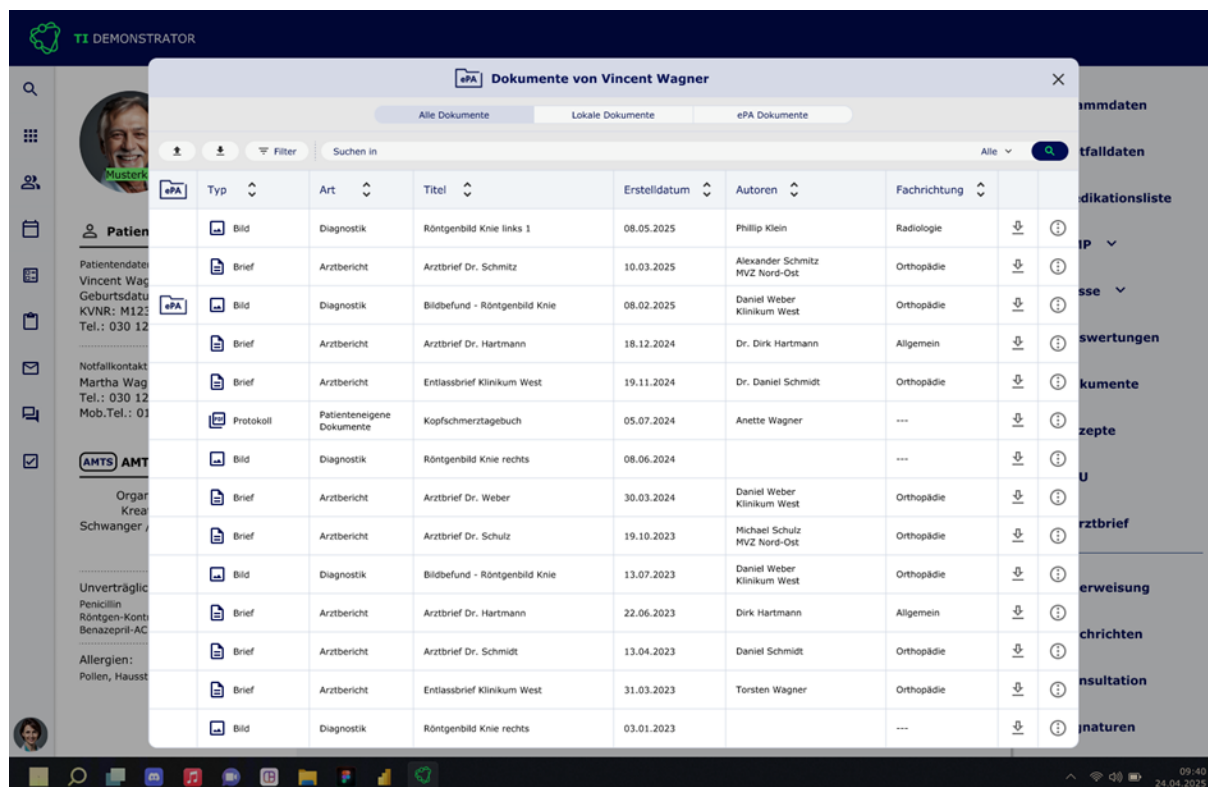 TI DEMONSTRATOR
ePA Dokumente von Vincent Wagner
Alle Dokumente Lokale Dokumente ePA Dokumente
Filter Suchen in Alle
ePA Typ Art Titel Erstelldatum Autoren Fachrichtung
Bild Diagnostik Röntgenbild Knie links 1 08.05.2025 Phillip Klein Radiologie
Brief Arztbericht Arztbrief Dr. Schmitz 10.03.2025 Alexander Schmitz MVZ Nord-Ost Orthopädie
ePA Bild Diagnostik Bildbefund - Röntgenbild Knie 08.02.2025 Daniel Weber Klinikum West Orthopädie
Brief Arztbericht Arztbrief Dr. Hartmann 18.12.2024 Dr. Dirk Hartmann Allgemein
Brief Arztbericht Entlassbrief Klinikum West 19.11.2024 Dr. Daniel Schmidt Orthopädie
PDF Protokoll Patienteneigene Dokumente Kopfschmerztagebuch 05.07.2024 Anette Wagner ---
Bild Diagnostik Röntgenbild Knie rechts 08.06.2024 ---
Brief Arztbericht Arztbrief Dr. Weber 30.03.2024 Daniel Weber Klinikum West Orthopädie
Brief Arztbericht Arztbrief Dr. Schulz 19.10.2023 Michael Schulz MVZ Nord-Ost Orthopädie
Bild Diagnostik Bildbefund - Röntgenbild Knie 13.07.2023 Daniel Weber Klinikum West Orthopädie
Brief Arztbericht Arztbrief Dr. Hartmann 22.06.2023 Dirk Hartmann Allgemein
Brief Arztbericht Arztbrief Dr. Schmidt 13.04.2023 Daniel Schmidt Orthopädie
Brief Arztbericht Entlassbrief Klinikum West 31.03.2023 Torsten Wagner Orthopädie
Bild Diagnostik Röntgenbild Knie rechts 03.01.2023 ---
Musterk
Patien
Patientendate
Vincent Wag
Geburtsdatu
KVNR: M123
Tel.: 030 12
Notfallkontakt
Martha Wag
Tel.: 030 12
Mob.Tel.: 01
AMTS AMT
Organ
Krea
Schwanger /
Unverträglic
Penicillin
Röntgen-Kont
Benazepril-AC
Allergien:
Pollen, Hausst
ammdaten
tfalldaten
dikationsliste
IP
sse
swertungen
kumente
zepte
U
rztbrief
erweisung
chrichten
nsultation
gnaturen
09:40
24.04.2025